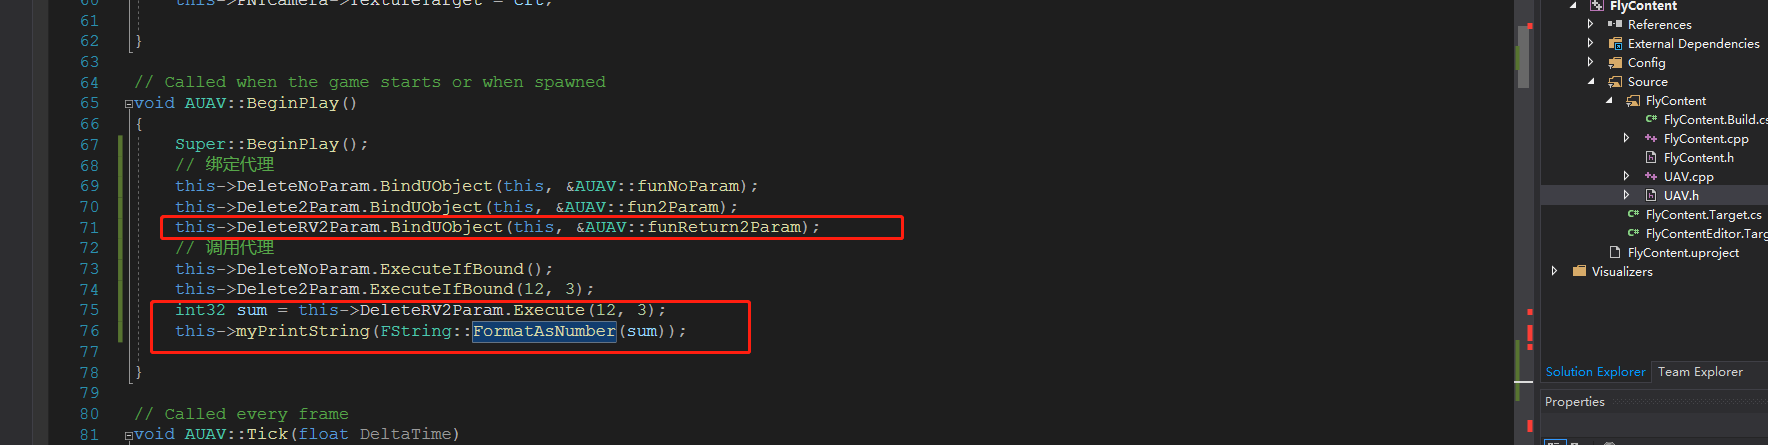 60 this->PNTCamera->TextureTarget = crt;
61
62 }
63
64 // Called when the game starts or when spawned
65 void AUAV::BeginPlay()
66 {
67 Super::BeginPlay();
68 // 绑定代理
69 this->DeleteNoParam.BindUObject(this, &AUAV::funNoParam);
70 this->Delete2Param.BindUObject(this, &AUAV::fun2Param);
71 this->DeleteRV2Param.BindUObject(this, &AUAV::funReturn2Param);
72 // 调用代理
73 this->DeleteNoParam.ExecuteIfBound();
74 this->Delete2Param.ExecuteIfBound(12, 3);
75 int32 sum = this->DeleteRV2Param.Execute(12, 3);
76 this->myPrintString(FString::FormatAsNumber(sum));
77
78 }
79
80 // Called every frame
81 void AUAV::Tick(float DeltaTime)
FlyContent
References
External Dependencies
Config
Source
FlyContent
FlyContent.Build.cs
FlyContent.cpp
FlyContent.h
UAV.cpp
UAV.h
FlyContent.Target.cs
FlyContentEditor.Targ
FlyContent.uproject
Visualizers
Solution Explorer Team Explorer
Properties